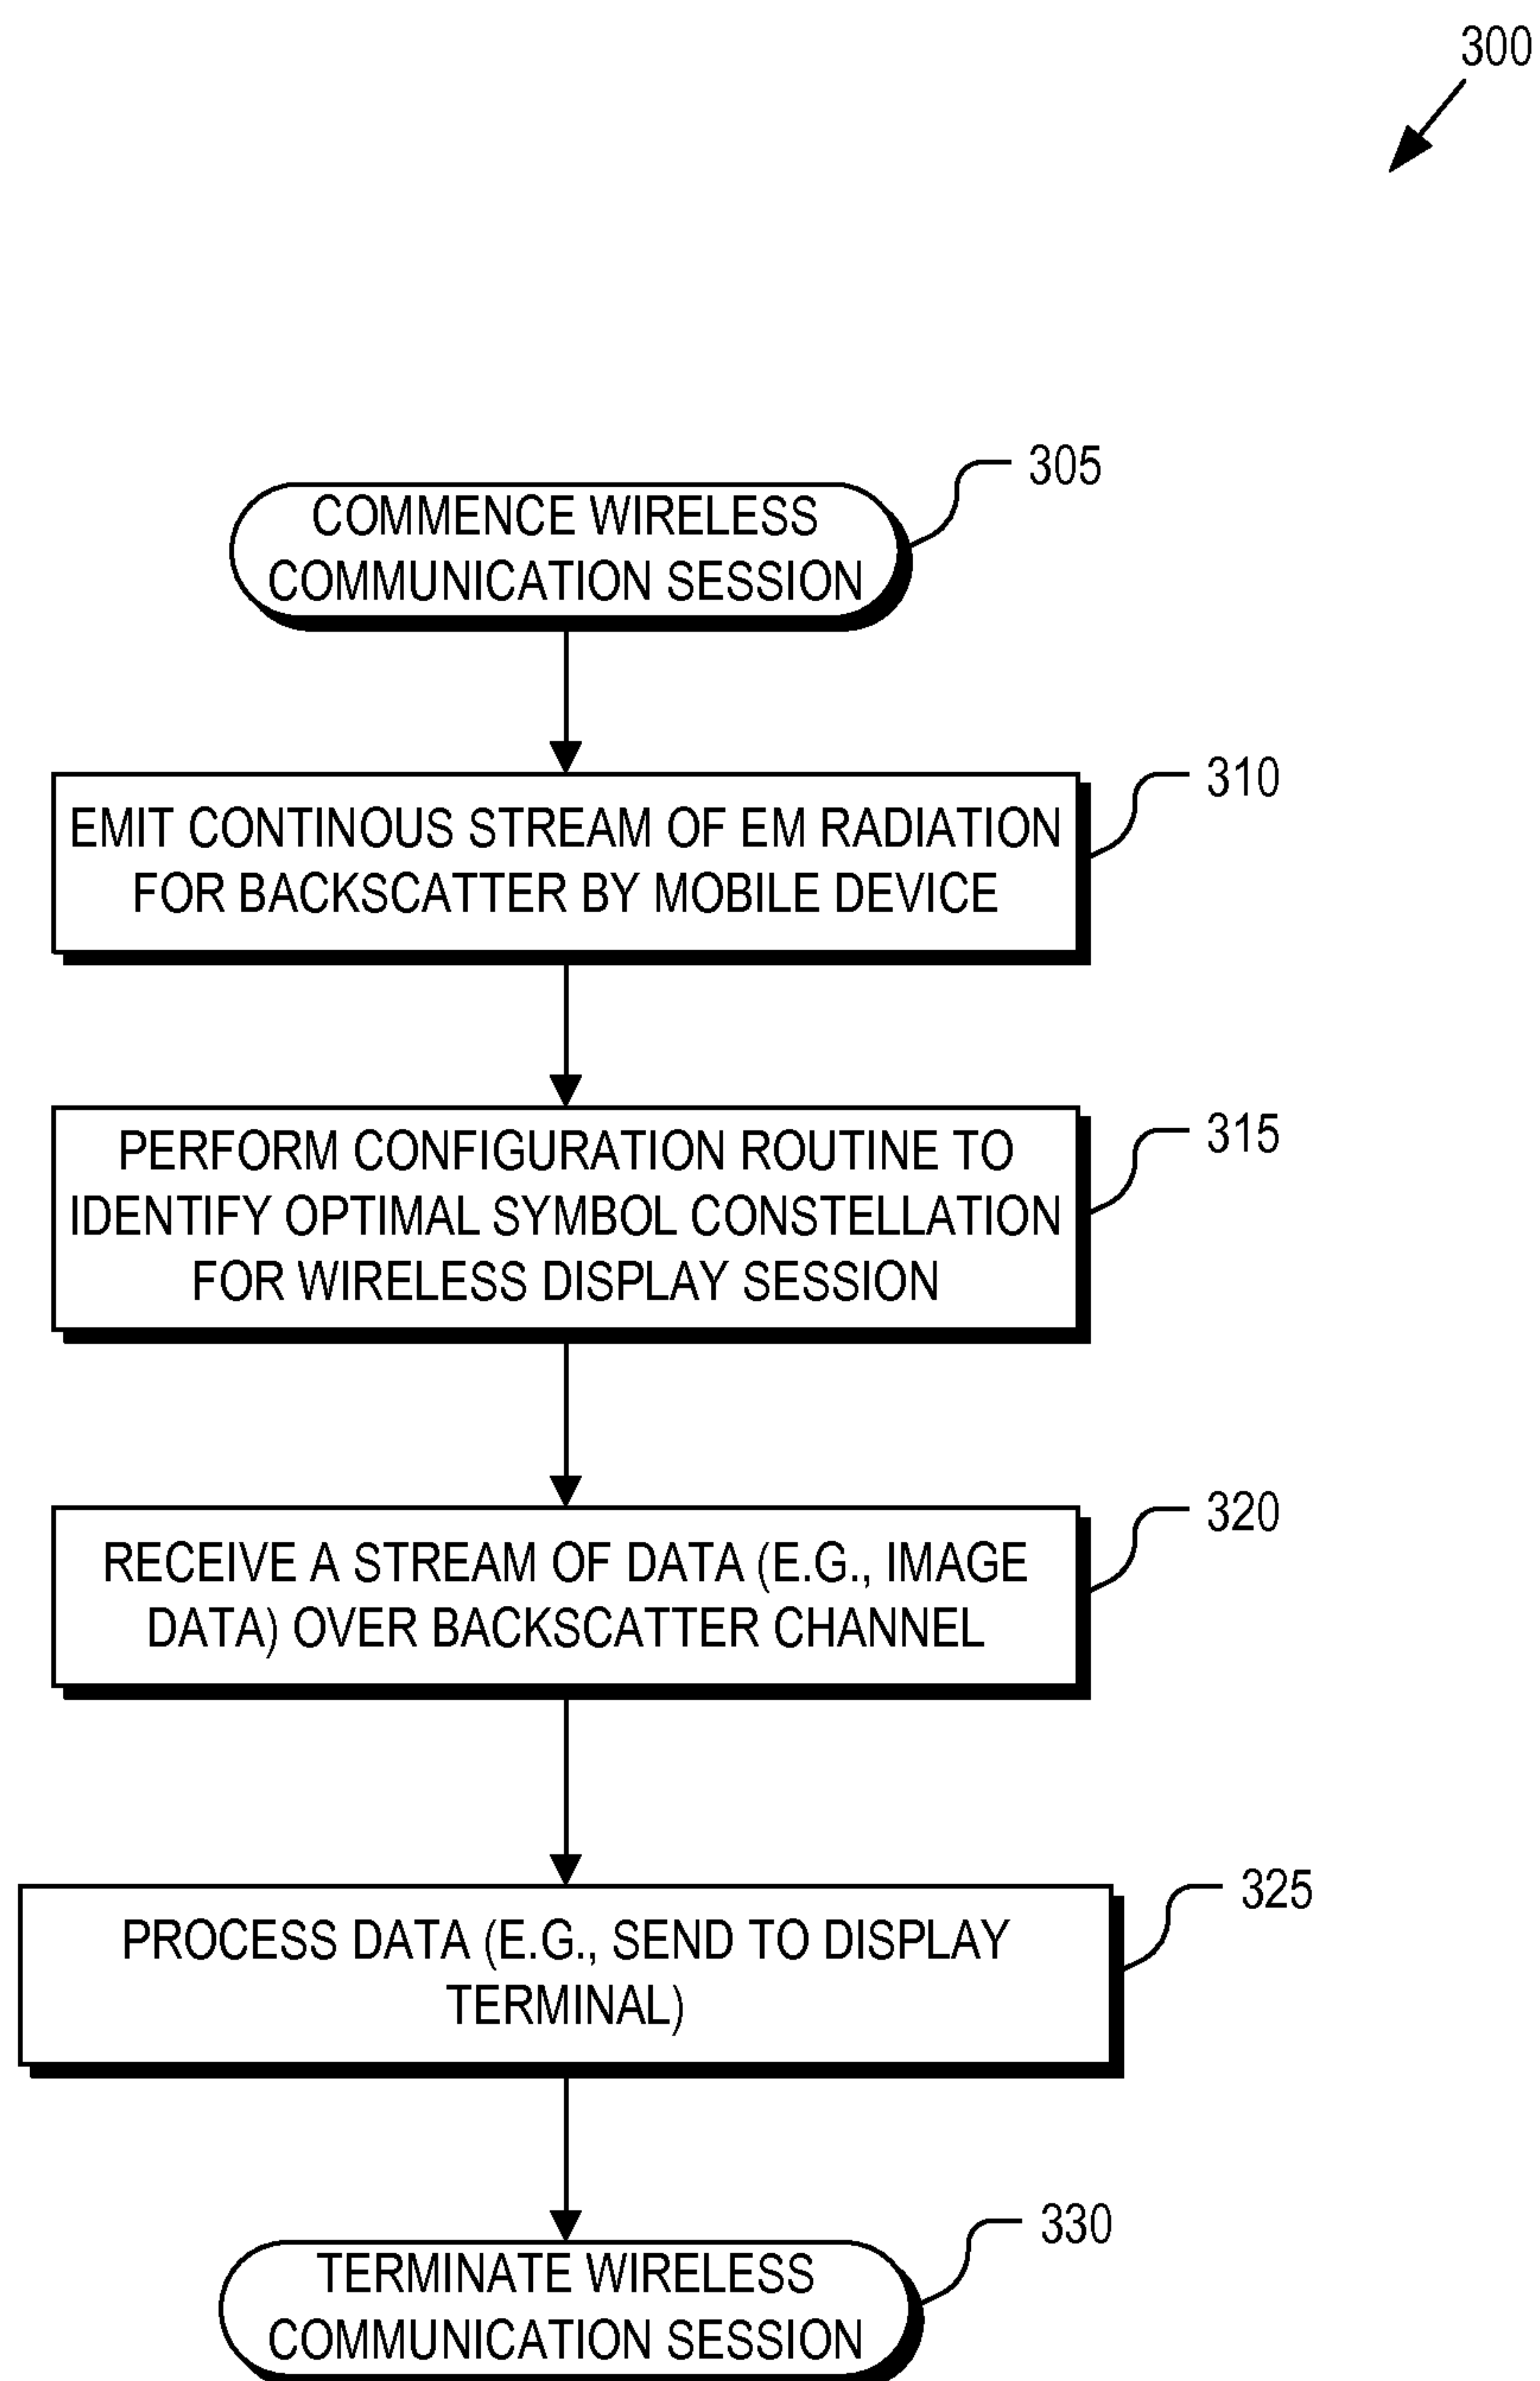 300
305
COMMENCE WIRELESS
COMMUNICATION SESSION
310
EMIT CONTINOUS STREAM OF EM RADIATION
FOR BACKSCATTER BY MOBILE DEVICE
315
PERFORM CONFIGURATION ROUTINE TO
IDENTIFY OPTIMAL SYMBOL CONSTELLATION
FOR WIRELESS DISPLAY SESSION
320
RECEIVE A STREAM OF DATA (E.G., IMAGE
DATA) OVER BACKSCATTER CHANNEL
325
PROCESS DATA (E.G., SEND TO DISPLAY
TERMINAL)
330
TERMINATE WIRELESS
COMMUNICATION SESSION